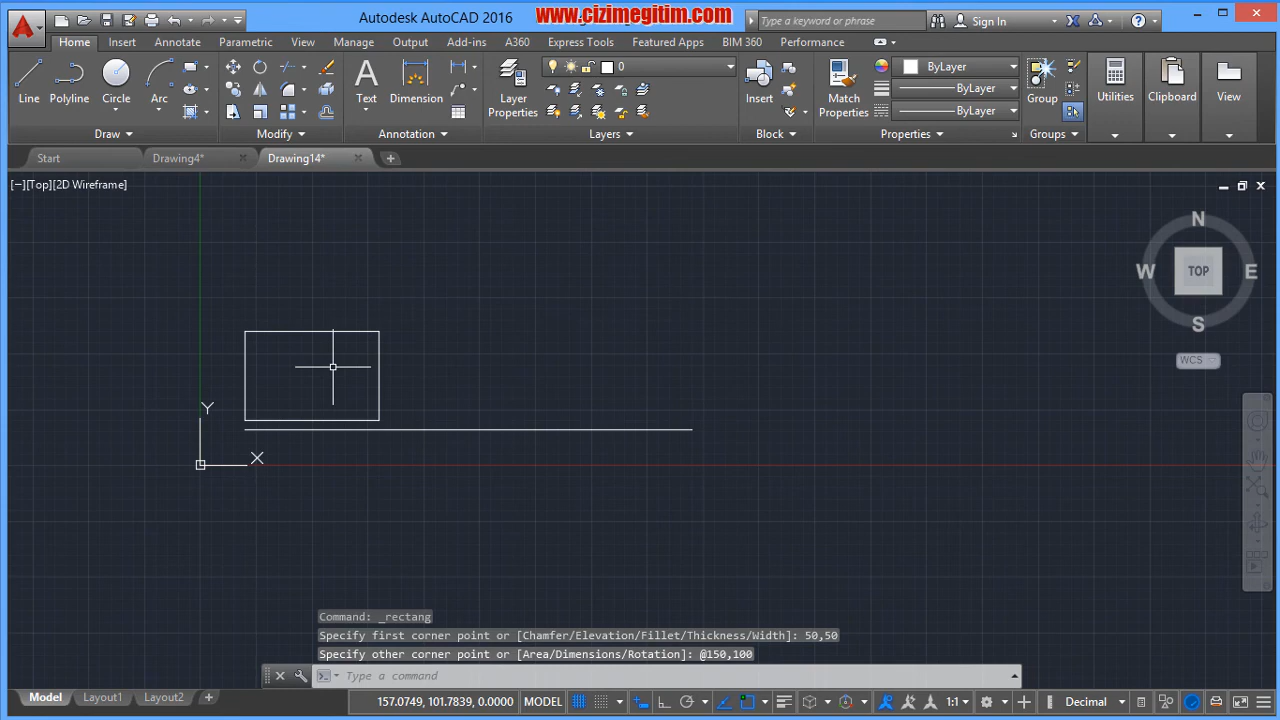 Autodesk AutoCAD 2016
www.cizimegitim.com
Type a keyword or phrase
Sign In
Home Insert Annotate Parametric View Manage Output Add-ins A360 Express Tools Featured Apps BIM 360 Performance
Line Polyline Circle Arc
Draw
Modify
Text Dimension
Annotation
Layer Properties
0
Layers
Insert
Block
Match Properties
ByLayer
ByLayer
ByLayer
Properties
Group
Groups
Utilities
Clipboard
View
Start Drawing4* Drawing14*
[−][Top][2D Wireframe]
N
W TOP E
S
WCS
Y
X
Command: _rectang
Specify first corner point or [Chamfer/Elevation/Fillet/Thickness/Width]: 50,50
Specify other corner point or [Area/Dimensions/Rotation]: @150,100
Type a command
Model Layout1 Layout2
157.0749, 101.7839, 0.0000 MODEL 1:1 Decimal